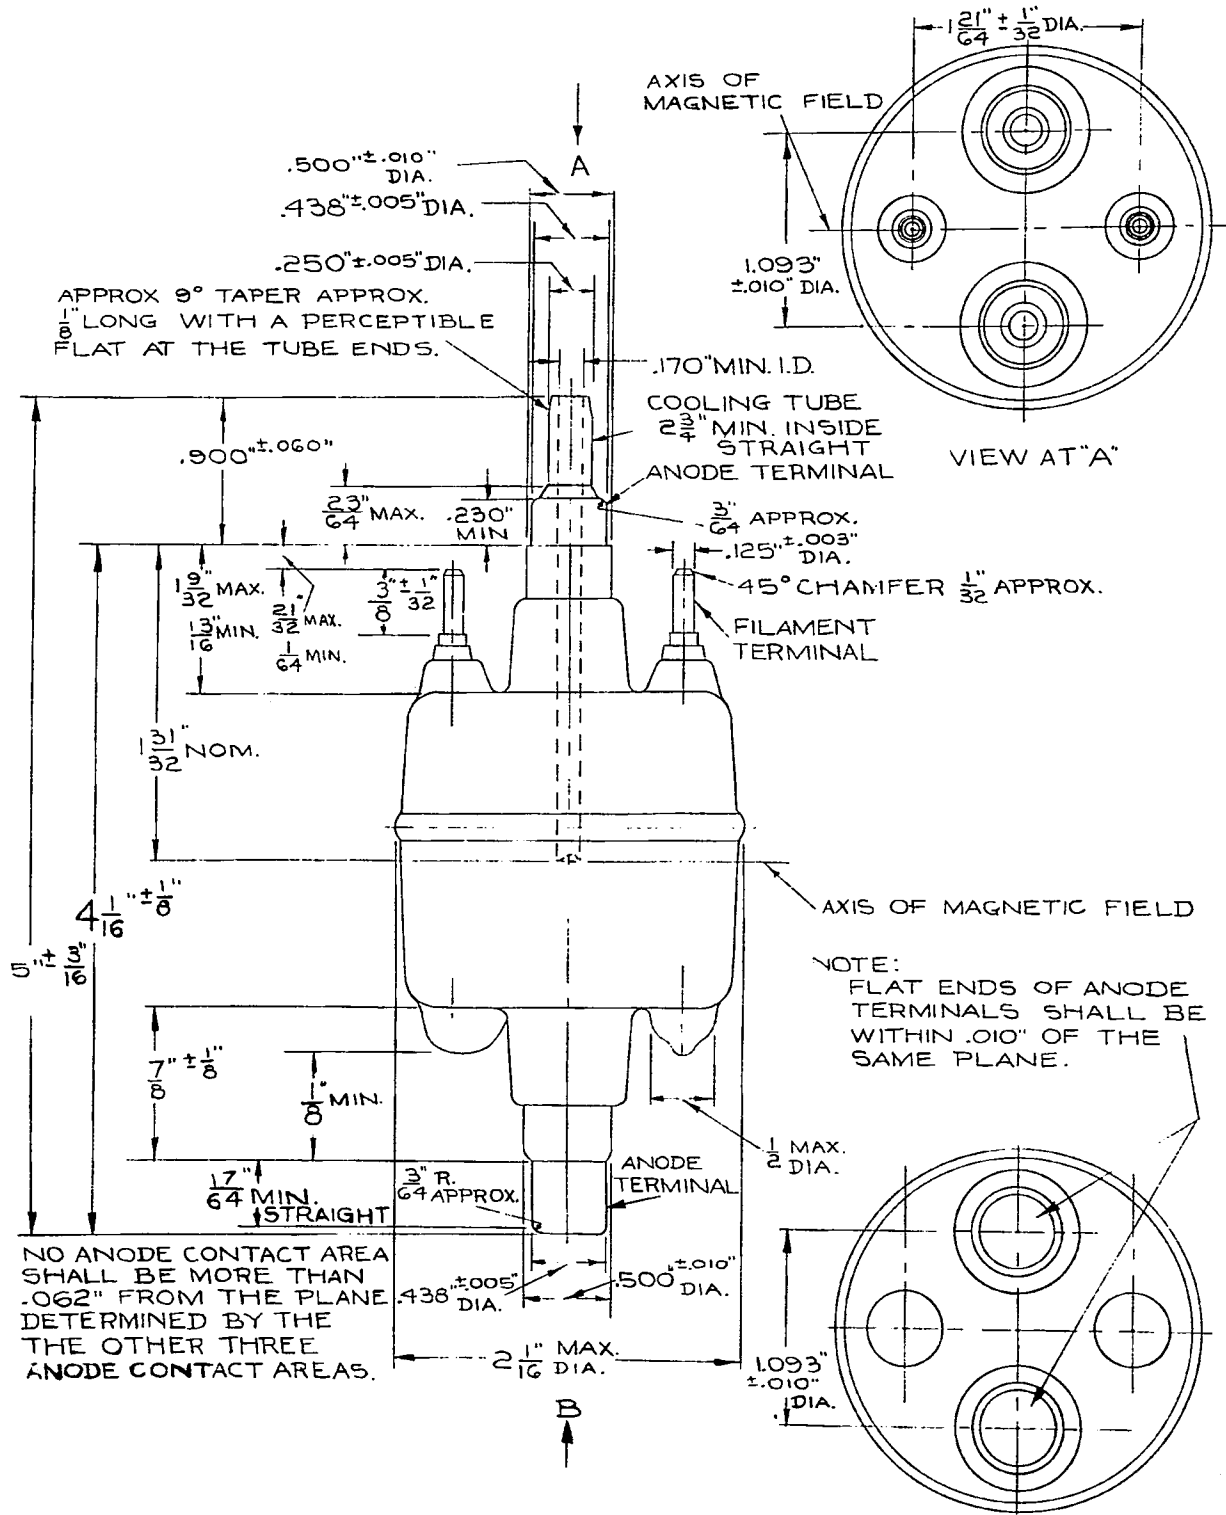 1 21/64" ± 1/32" DIA.
AXIS OF
MAGNETIC FIELD
A
.500"±.010"
DIA.
.438"±.005" DIA.
.250"±.005" DIA.
1.093"
±.010" DIA.
APPROX 9° TAPER APPROX.
1/8" LONG WITH A PERCEPTIBLE
FLAT AT THE TUBE ENDS.
.170" MIN. I.D.
COOLING TUBE
2 3/4" MIN. INSIDE
STRAIGHT
ANODE TERMINAL
VIEW AT "A"
.900"±.060"
23/64" MAX.
.230"
MIN
3/64" APPROX.
.125"±.003"
DIA.
1 9/32" MAX.
13/16" MIN.
21/32" MAX.
1/64 MIN.
3/8" ± 1/32"
45° CHAMFER 1/32" APPROX.
FILAMENT
TERMINAL
1 31/32" NOM.
4 1/16" ± 1/8"
5" ± 3/16"
AXIS OF MAGNETIC FIELD
NOTE:
FLAT ENDS OF ANODE
TERMINALS SHALL BE
WITHIN .010" OF THE
SAME PLANE.
7/8" ± 1/8"
1/8" MIN.
1/2 MAX.
DIA.
17/64" MIN.
STRAIGHT
3/64" R.
APPROX.
ANODE
TERMINAL
NO ANODE CONTACT AREA
SHALL BE MORE THAN
.062" FROM THE PLANE
DETERMINED BY THE
THE OTHER THREE
ANODE CONTACT AREAS.
.438"±.005"
DIA.
.500"±.010"
DIA.
2 1/16" MAX.
DIA.
1.093"
±.010"
DIA.
B